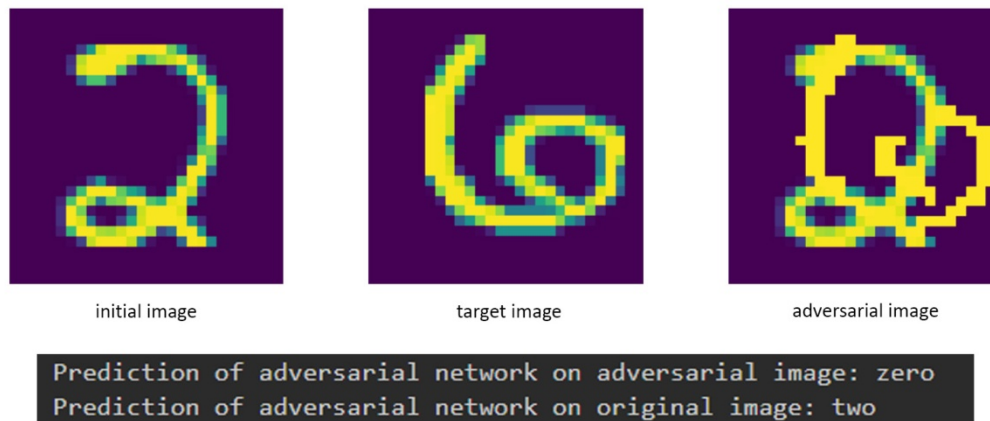 initial image
target image
adversarial image
Prediction of adversarial network on adversarial image: zero
Prediction of adversarial network on original image: two